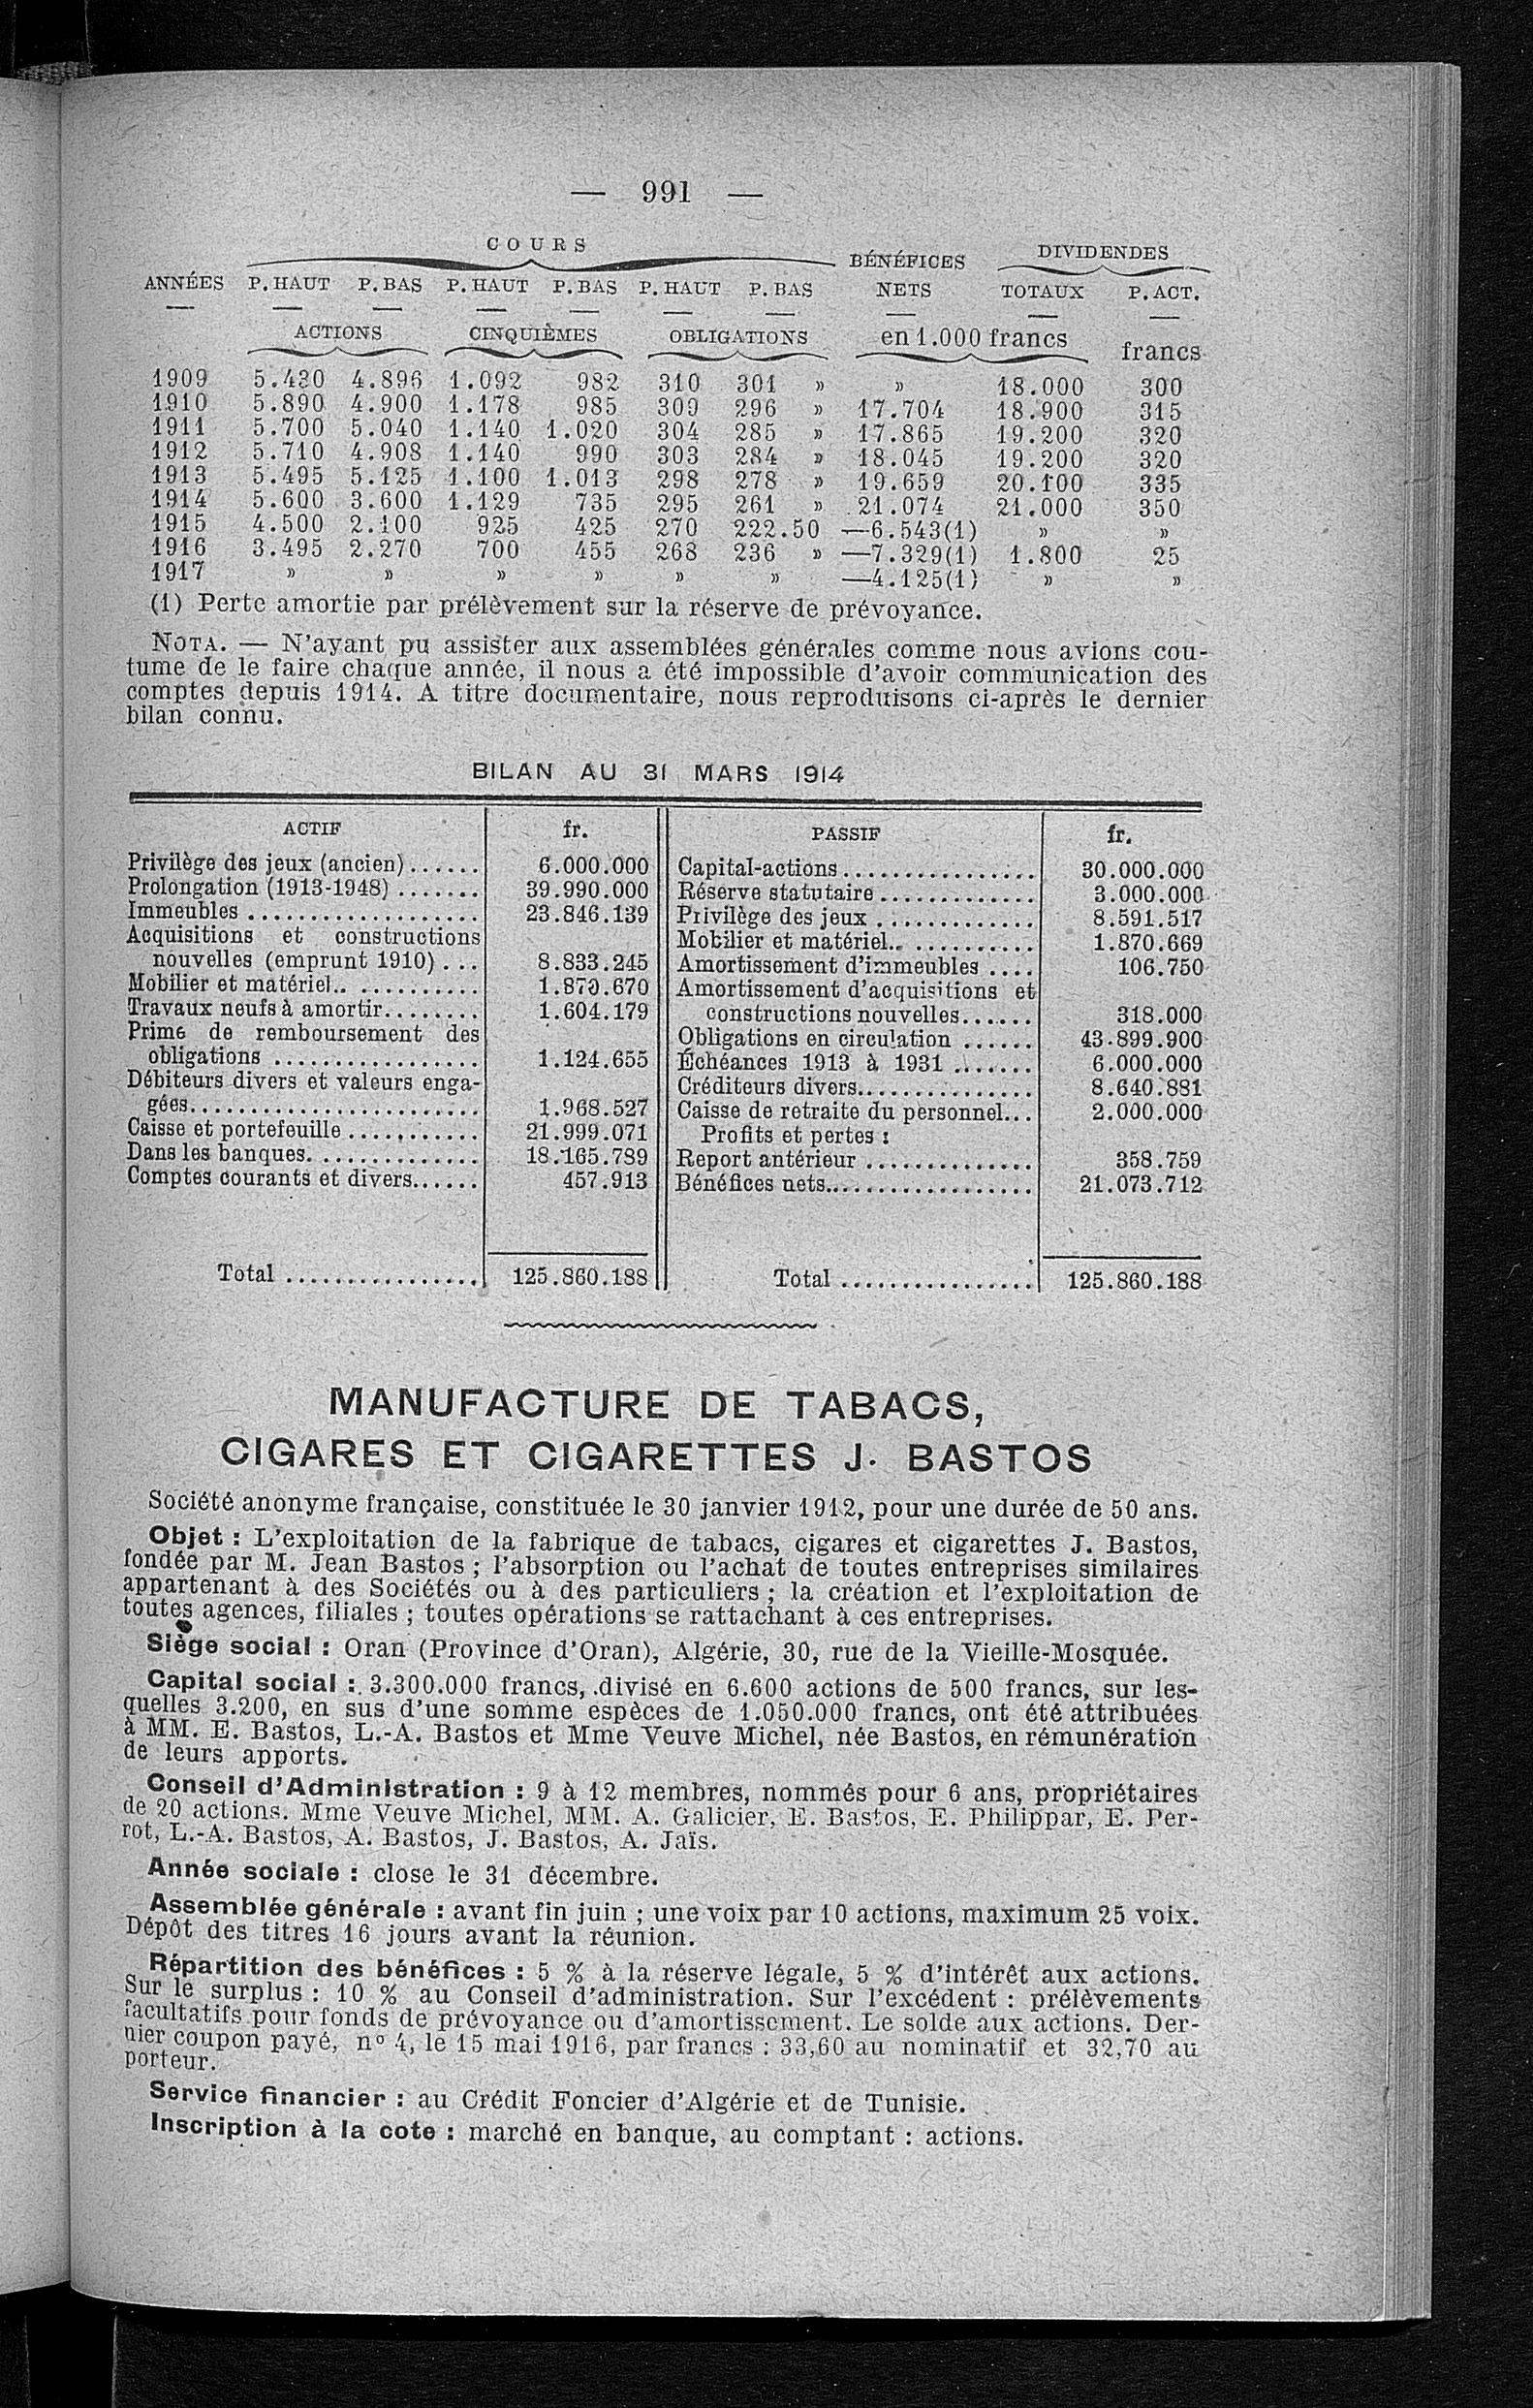 — 991 —
COURS
BÉNÉFICES DIVIDENDES
ANNÉES P. HAUT P. BAS P. HAUT P. BAS P. HAUT P. BAS NETS TOTAUX P. ACT.
ACTIONS CINQUIÈMES OBLIGATIONS en 1.000 francs francs
1909 5.430 4.896 1.092 982 310 301 » » 18.000 300
1910 5.890 4.900 1.178 985 309 296 » 17.704 18.900 315
1911 5.700 5.040 1.140 1.020 304 285 » 17.865 19.200 320
1912 5.710 4.908 1.140 990 303 284 » 18.045 19.200 320
1913 5.495 5.125 1.100 1.013 298 278 » 19.659 20.100 335
1914 5.600 3.600 1.129 735 295 261 » 21.074 21.000 350
1915 4.500 2.100 925 425 270 222.50 —6.543(1) » »
1916 3.495 2.270 700 455 268 236 » —7.329(1) 1.800 25
1917 » » » » » » —4.125(1) » »
(1) Perte amortie par prélèvement sur la réserve de prévoyance.
NOTA. — N'ayant pu assister aux assemblées générales comme nous avions cou-
tume de le faire chaque année, il nous a été impossible d'avoir communication des
comptes depuis 1914. A titre documentaire, nous reproduisons ci-après le dernier
bilan connu.
BILAN AU 31 MARS 1914
ACTIF fr.
Privilège des jeux (ancien)...... 6.000.000
Prolongation (1913-1948)....... 39.990.000
Immeubles................... 23.846.139
Acquisitions et constructions
nouvelles (emprunt 1910)... 8.833.245
Mobilier et matériel............ 1.870.670
Travaux neufs à amortir........ 1.604.179
Prime de remboursement des
obligations................. 1.124.655
Débiteurs divers et valeurs enga-
gées........................ 1.968.527
Caisse et portefeuille........... 21.999.071
Dans les banques............... 18.165.789
Comptes courants et divers...... 457.913
Total................ 125.860.188
PASSIF fr.
Capital-actions................ 30.000.000
Réserve statutaire............. 3.000.000
Privilège des jeux............. 8.591.517
Mobilier et matériel............ 1.870.669
Amortissement d'immeubles.... 106.750
Amortissement d'acquisitions et
constructions nouvelles...... 318.000
Obligations en circulation...... 43.899.900
Échéances 1913 à 1931....... 6.000.000
Créditeurs divers............... 8.640.881
Caisse de retraite du personnel... 2.000.000
Profits et pertes :
Report antérieur.............. 358.759
Bénéfices nets.................. 21.073.712
Total................ 125.860.188
MANUFACTURE DE TABACS,
CIGARES ET CIGARETTES J. BASTOS
Société anonyme française, constituée le 30 janvier 1912, pour une durée de 50 ans.
Objet : L'exploitation de la fabrique de tabacs, cigares et cigarettes J. Bastos,
fondée par M. Jean Bastos ; l'absorption ou l'achat de toutes entreprises similaires
appartenant à des Sociétés ou à des particuliers ; la création et l'exploitation de
toutes agences, filiales ; toutes opérations se rattachant à ces entreprises.
Siège social : Oran (Province d'Oran), Algérie, 30, rue de la Vieille-Mosquée.
Capital social : 3.300.000 francs, divisé en 6.600 actions de 500 francs, sur les-
quelles 3.200, en sus d'une somme espèces de 1.050.000 francs, ont été attribuées
à MM. E. Bastos, L.-A. Bastos et Mme Veuve Michel, née Bastos, en rémunération
de leurs apports.
Conseil d'Administration : 9 à 12 membres, nommés pour 6 ans, propriétaires
de 20 actions. Mme Veuve Michel, MM. A. Galicier, E. Bastos, E. Philippar, E. Per-
rot, L.-A. Bastos, A. Bastos, J. Bastos, A. Jaïs.
Année sociale : close le 31 décembre.
Assemblée générale : avant fin juin ; une voix par 10 actions, maximum 25 voix.
Dépôt des titres 16 jours avant la réunion.
Répartition des bénéfices : 5 % à la réserve légale, 5 % d'intérêt aux actions.
Sur le surplus : 10 % au Conseil d'administration. Sur l'excédent : prélèvements
facultatifs pour fonds de prévoyance ou d'amortissement. Le solde aux actions. Der-
nier coupon payé, n° 4, le 15 mai 1916, par francs : 33,60 au nominatif et 32,70 au
porteur.
Service financier : au Crédit Foncier d'Algérie et de Tunisie.
Inscription à la cote : marché en banque, au comptant : actions.